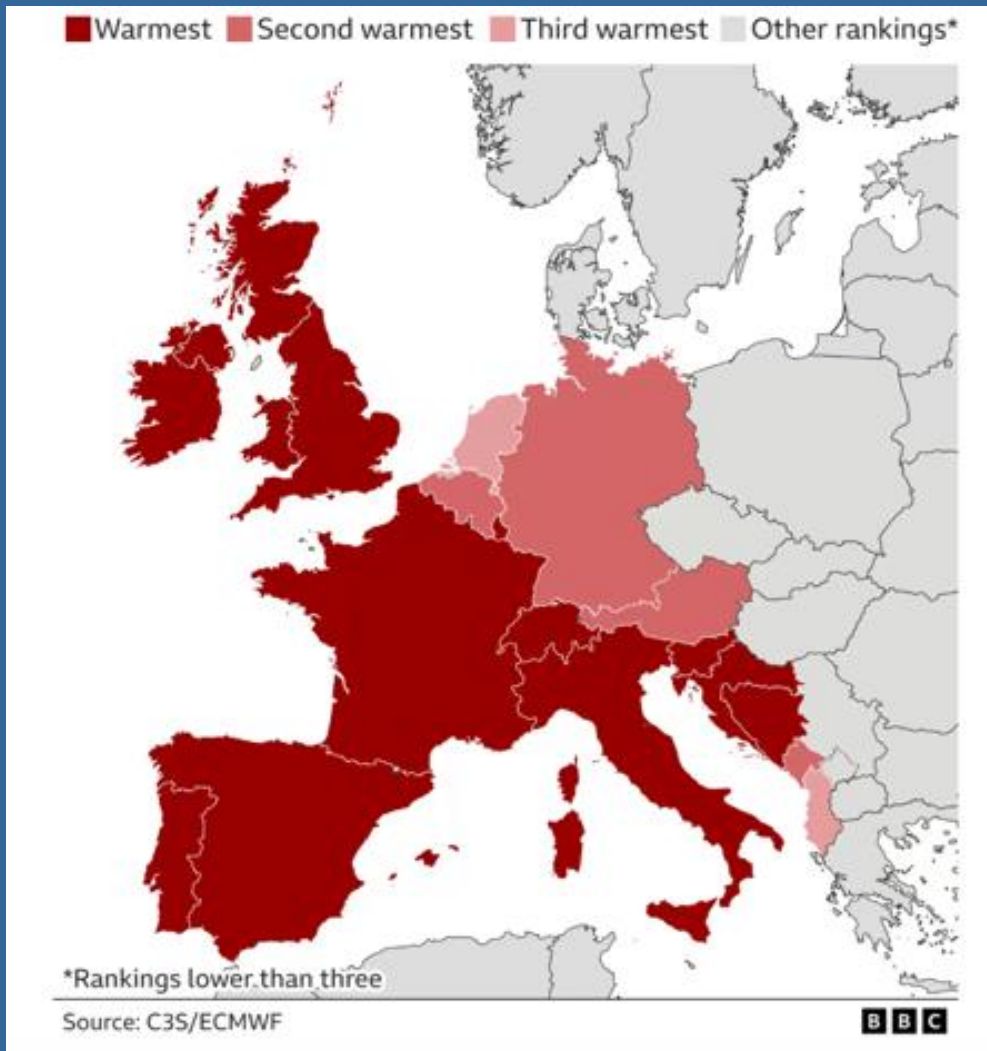 Warmest Second warmest Third warmest Other rankings*
*Rankings lower than three
Source: C3S/ECMWF
BBC